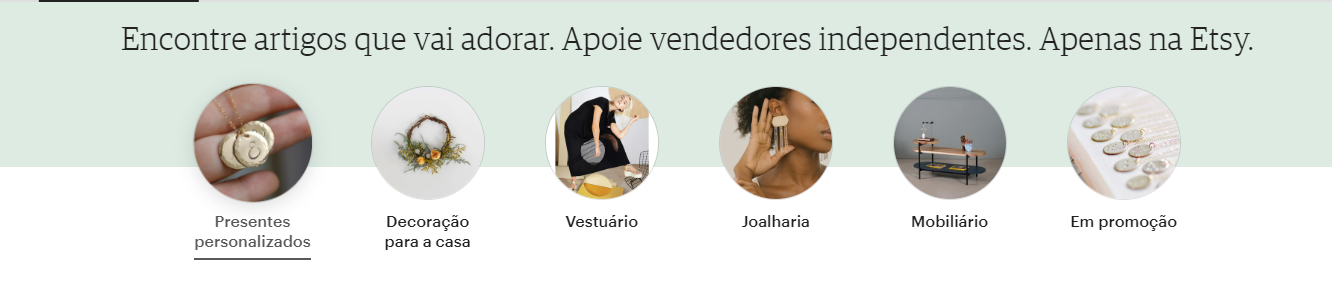 Encontre artigos que vai adorar. Apoie vendedores independentes. Apenas na Etsy.
Presentes
personalizados
Decoração
para a casa
Vestuário
Joalharia
Mobiliário
Em promoção